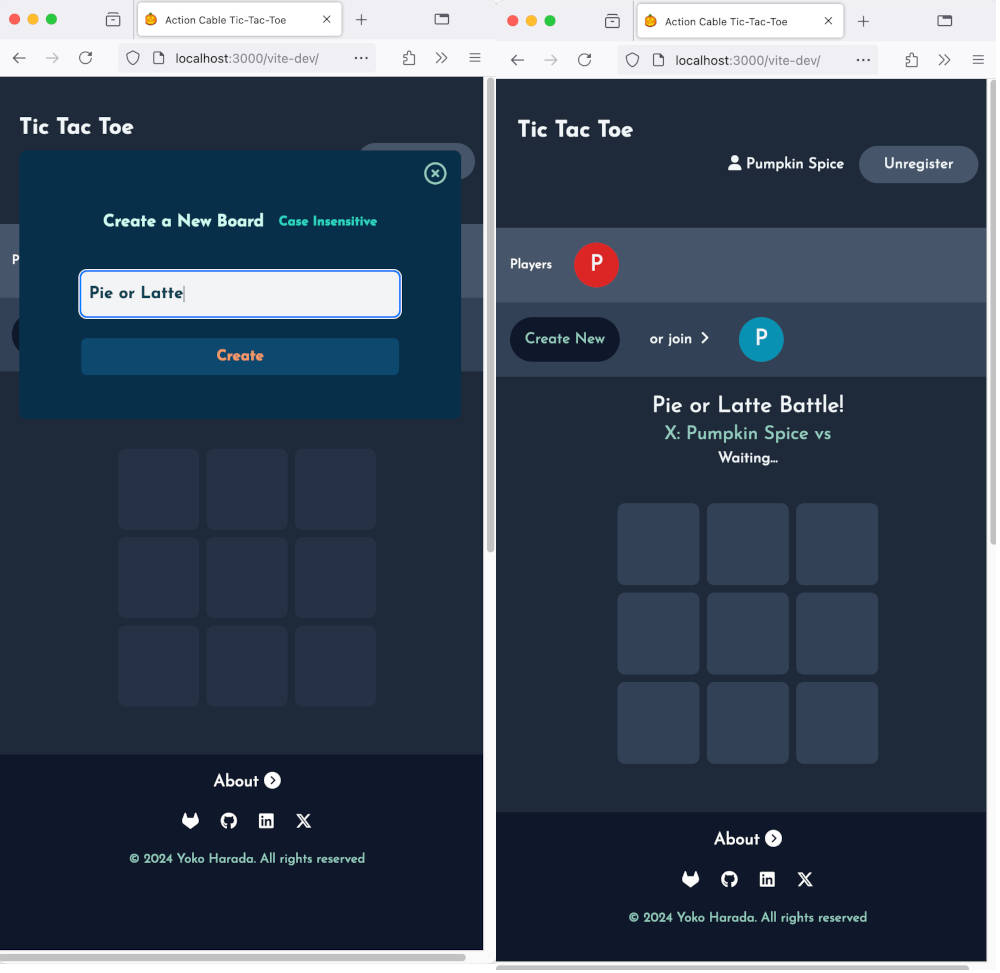 Action Cable Tic-Tac-Toe
localhost:3000/vite-dev/
Tic Tac Toe
Create a New Board Case Insensitive
P
Pie or Latte
Create
About
© 2024 Yoko Harada. All rights reserved
Action Cable Tic-Tac-Toe
localhost:3000/vite-dev/
Tic Tac Toe
Pumpkin Spice Unregister
Players P
Create New or join P
Pie or Latte Battle!
X: Pumpkin Spice vs
Waiting...
About
© 2024 Yoko Harada. All rights reserved